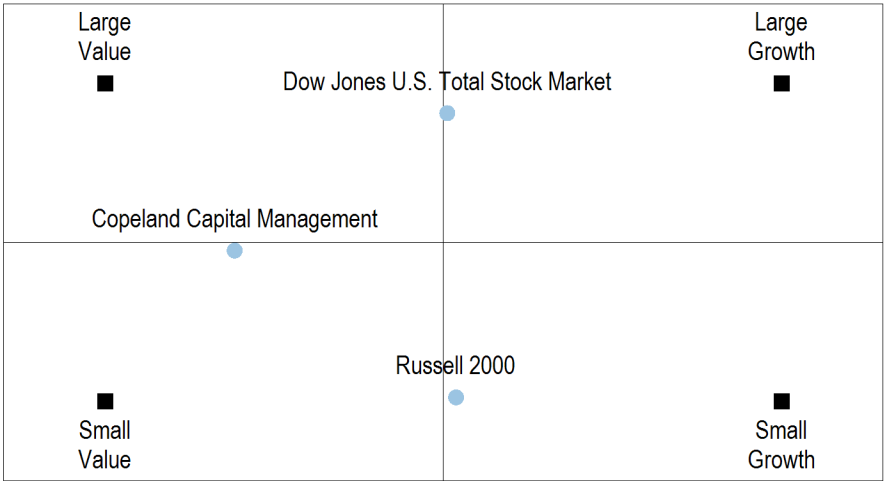 Large
Value
Large
Growth
Dow Jones U.S. Total Stock Market
Copeland Capital Management
Russell 2000
Small
Value
Small
Growth